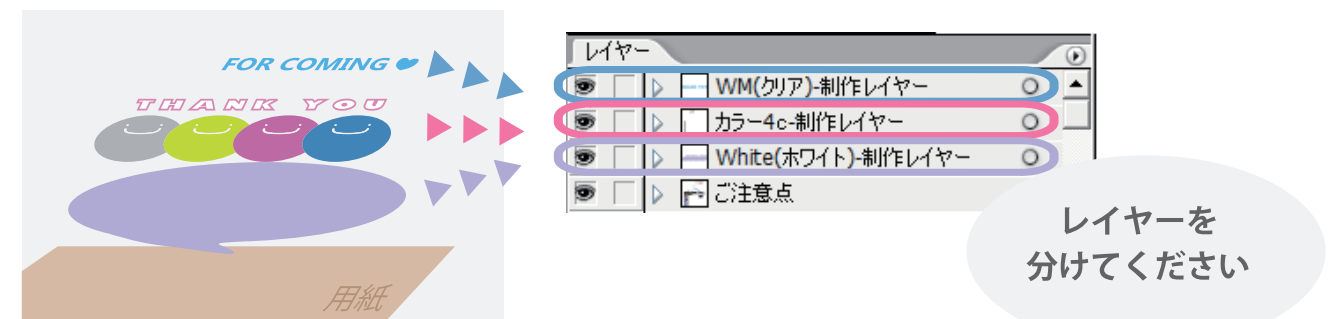 FOR COMING
THANK YOU
用紙
レイヤー
WM(クリア)-制作レイヤー
カラー4c-制作レイヤー
White(ホワイト)-制作レイヤー
ご注意点
レイヤーを
分けてください